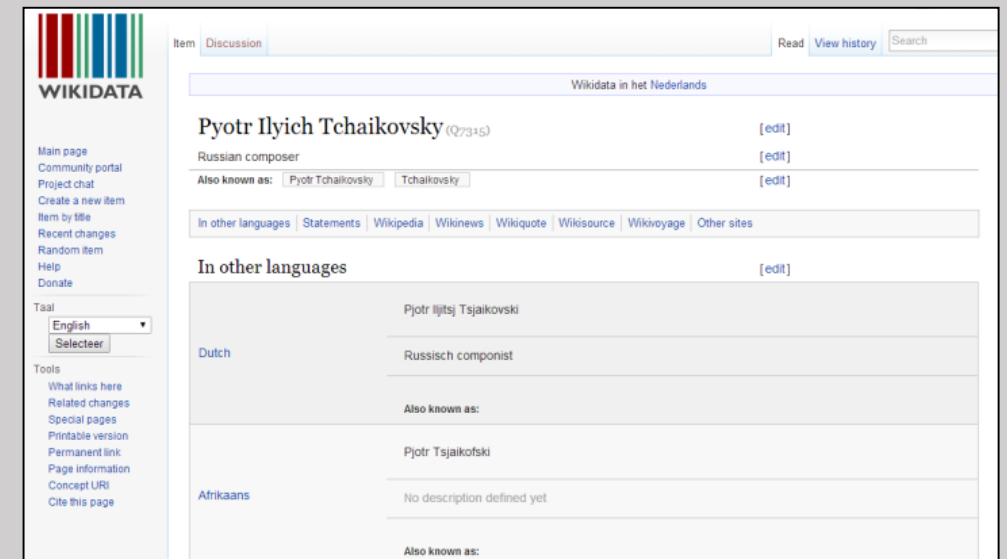 WIKIDATA
Item Discussion Read View history Search
Wikidata in het Nederlands
Pyotr Ilyich Tchaikovsky (Q7315) [edit]
Russian composer [edit]
Also known as: Pyotr Tchaikovsky Tchaikovsky [edit]
In other languages Statements Wikipedia Wikinews Wikiquote Wikisource Wikivoyage Other sites
In other languages [edit]
Dutch
Pjotr Iljitsj Tsjaikovski
Russisch componist
Also known as:
Afrikaans
Pjotr Tsjaikofski
No description defined yet
Also known as:
Main page
Community portal
Project chat
Create a new item
Item by title
Recent changes
Random item
Help
Donate
Taal
English
Selecteer
Tools
What links here
Related changes
Special pages
Printable version
Permanent link
Page information
Concept URI
Cite this page